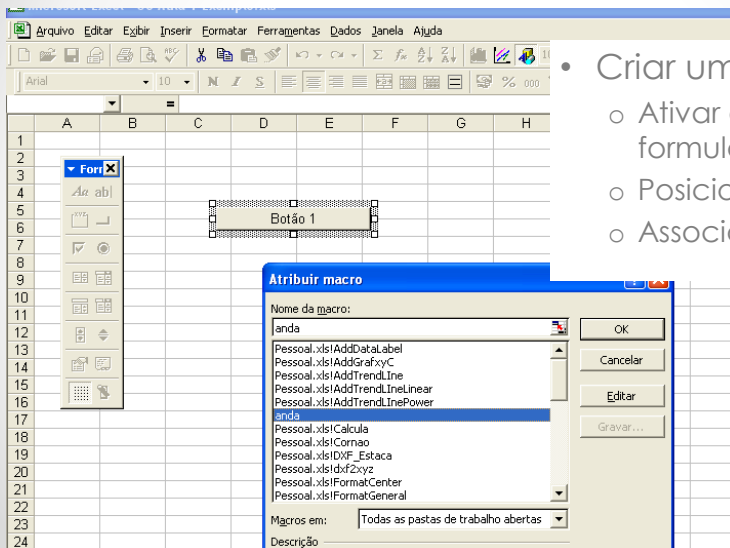 Arquivo Editar Exibir Inserir Formatar Ferramentas Dados Janela Ajuda
Arial 10 N I S % 000
=
A B C D E F G H
1
2
3
4
5
6
7
8
9
10
11
12
13
14
15
16
17
18
19
20
21
22
23
24
For
Aa ab|
Botão 1
• Criar um
o Ativar
formul
o Posici
o Associ
Atribuir macro
Nome da macro:
anda
OK
Pessoal.xls!AddDataLabel
Pessoal.xls!AddGrafxyC
Pessoal.xls!AddTrendLIne
Pessoal.xls!AddTrendLIneLinear
Pessoal.xls!AddTrendLInePower
anda
Pessoal.xls!Calcula
Pessoal.xls!Cornao
Pessoal.xls!DXF_Estaca
Pessoal.xls!dxf2xyz
Pessoal.xls!FormatCenter
Pessoal.xls!FormatGeneral
Cancelar
Editar
Gravar...
Macros em: Todas as pastas de trabalho abertas
Descrição